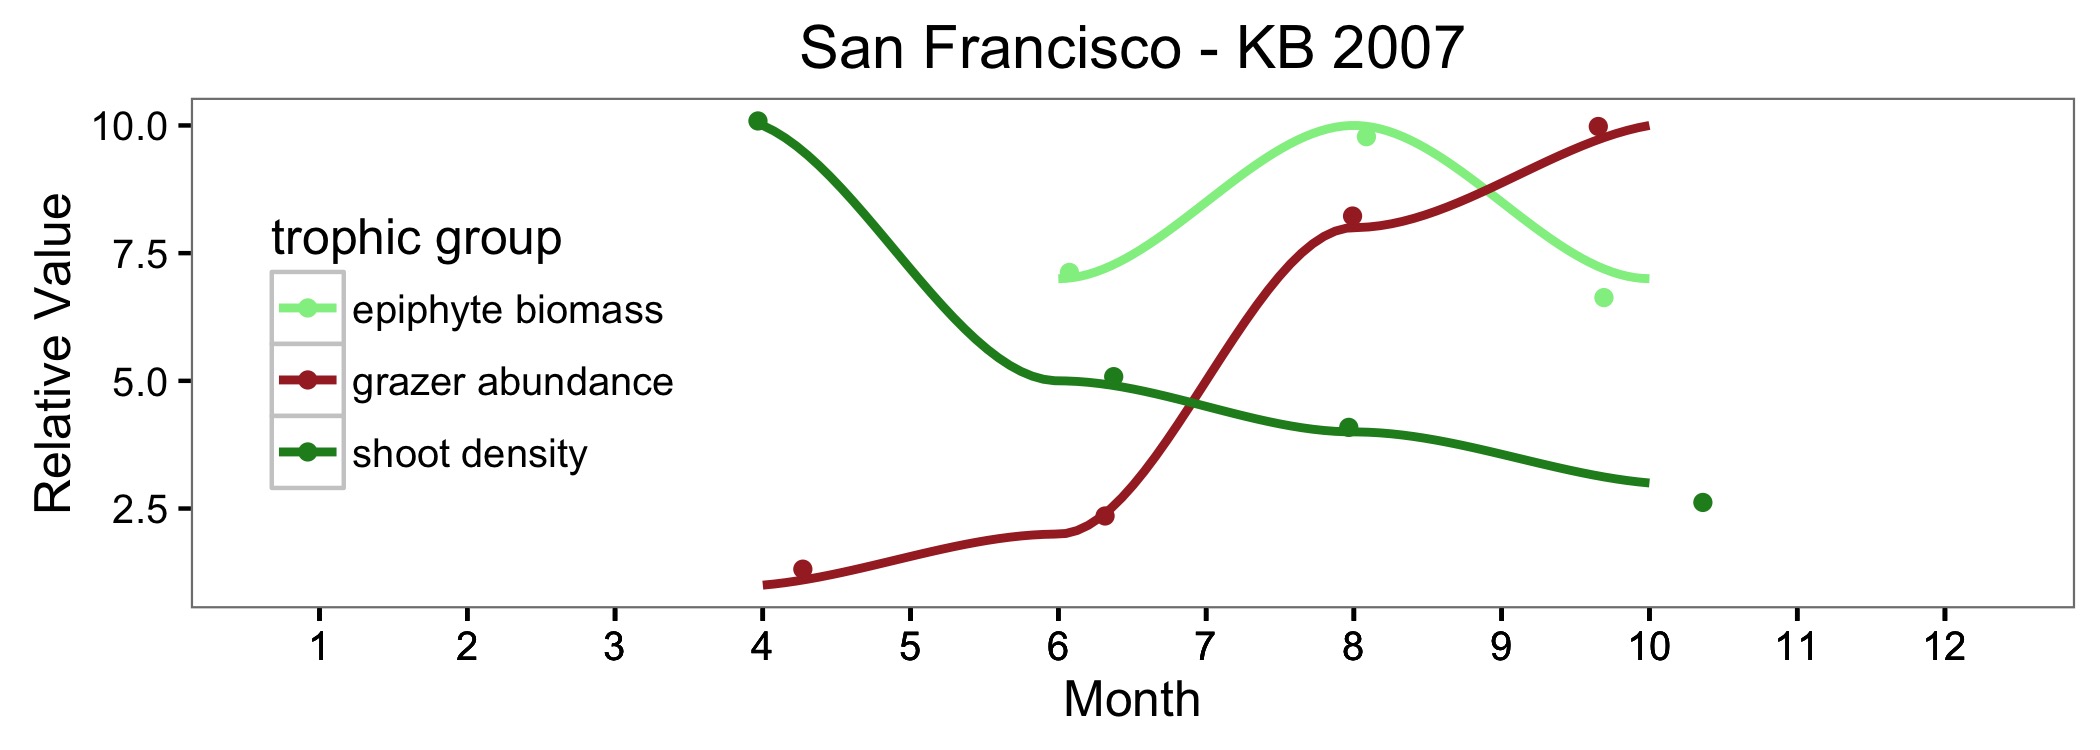 San Francisco - KB 2007
Relative Value
10.0
7.5
5.0
2.5
trophic group
epiphyte biomass
grazer abundance
shoot density
1 2 3 4 5 6 7 8 9 10 11 12
Month